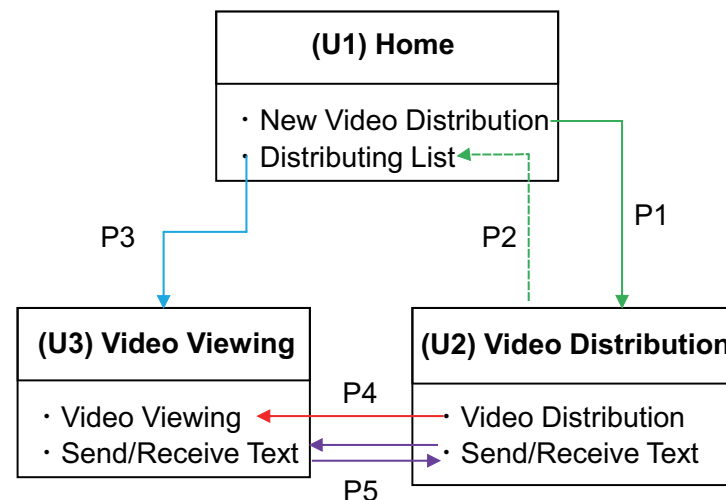 (U1) Home
・New Video Distribution
・Distributing List
P3
P2
P1
(U3) Video Viewing
(U2) Video Distribution
・Video Viewing
P4
・Video Distribution
・Send/Receive Text
・Send/Receive Text
P5